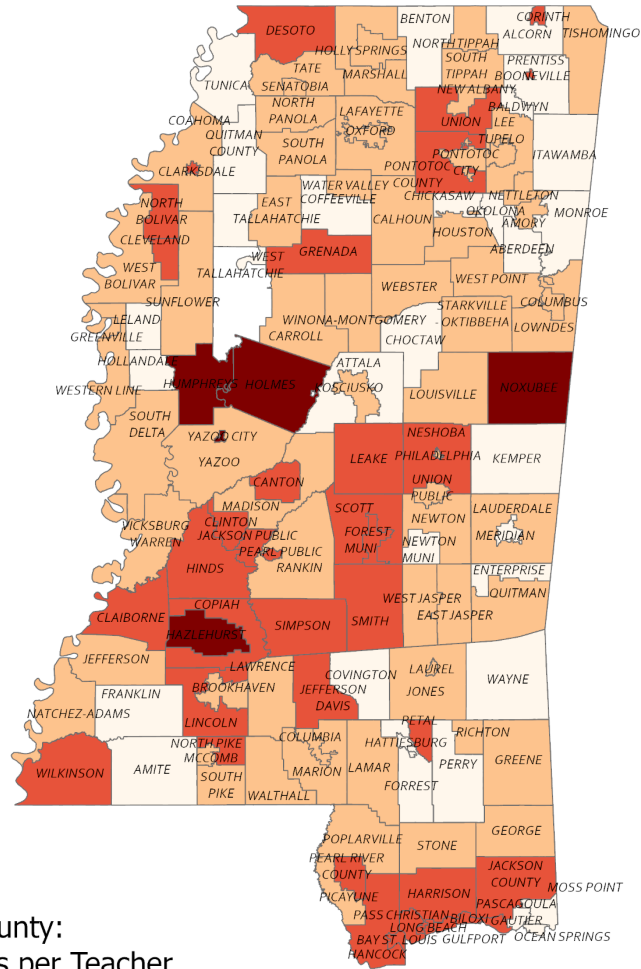 BENTON
CORINTH
DESOTO
ALCORN
TISHOMINGO
HOLLY SPRINGS
NORTH TIPPAH
TATE
SOUTH
TIPPAH
PRENTISS
MARSHALL
BOONEVILLE
TUNICA
SENATOBIA
NEW ALBANY
NORTH
PANOLA
LAFAYETTE
BALDWYN
COAHOMA
UNION
LEE
QUITMAN
COUNTY
OXFORD
TUPELO
SOUTH
PANOLA
PONTOTOC
CITY
ITAWAMBA
CLARKSDALE
PONTOTOC
COUNTY
WATER VALLEY
COFFEEVILLE
CHICKASAW
NETTLETON
NORTH
BOLIVAR
EAST
TALLAHATCHIE
OKOLONA
MONROE
CALHOUN
AMORY
CLEVELAND
HOUSTON
GRENADA
ABERDEEN
WEST
TALLAHATCHIE
WEST
BOLIVAR
WEBSTER
WEST POINT
SUNFLOWER
STARKVILLE
OKTIBBEHA
COLUMBUS
LELAND
WINONA-MONTGOMERY
LOWNDES
GREENVILLE
CARROLL
CHOCTAW
HOLLANDALE
ATTALA
HUMPHREYS
HOLMES
KOSCIUSKO
NOXUBEE
WESTERN LINE
LOUISVILLE
SOUTH
DELTA
YAZOO CITY
NESHOBA
YAZOO
LEAKE
PHILADELPHIA
KEMPER
CANTON
UNION
PUBLIC
MADISON
SCOTT
LAUDERDALE
VICKSBURG
WARREN
CLINTON
NEWTON
JACKSON PUBLIC
FOREST
MUNI
MERIDIAN
PEARL PUBLIC
NEWTON
MUNI
HINDS
RANKIN
ENTERPRISE
QUITMAN
COPIAH
WEST JASPER
CLAIBORNE
EAST JASPER
SIMPSON
SMITH
HAZLEHURST
JEFFERSON
LAWRENCE
COVINGTON
LAUREL
WAYNE
BROOKHAVEN
JEFFERSON
DAVIS
JONES
FRANKLIN
NATCHEZ-ADAMS
LINCOLN
PETAL
COLUMBIA
RICHTON
NORTH PIKE
HATTIESBURG
MCCOMB
GREENE
WILKINSON
AMITE
MARION
LAMAR
PERRY
SOUTH
PIKE
FORREST
WALTHALL
GEORGE
POPLARVILLE
STONE
PEARL RIVER
COUNTY
JACKSON
COUNTY
MOSS POINT
PICAYUNE
HARRISON
PASCAGOULA
PASS CHRISTIAN
BILOXI
GAUTIER
LONG BEACH
OCEAN SPRINGS
BAY ST. LOUIS
GULFPORT
HANCOCK
unty:
s per Teacher